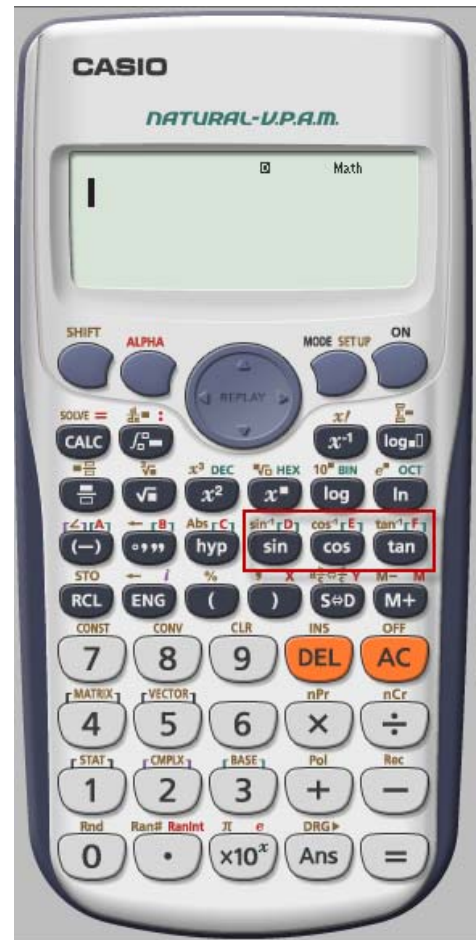 CASIO
NATURAL-V.P.A.M.
D Math
SHIFT ALPHA MODE SETUP ON
REPLAY
SOLVE = : x! Σ
CALC ∫ x⁻¹ log
∛ x³ DEC √ HEX 10 BIN e OCT
√ x² x log ln
∠ A ← B Abs C sin⁻¹ D cos⁻¹ E tan⁻¹ F
(−) °,,, hyp sin cos tan
STO ← i % , X Y M− M
RCL ENG ( ) S⇔D M+
CONST CONV CLR INS OFF
7 8 9 DEL AC
MATRIX VECTOR nPr nCr
4 5 6 × ÷
STAT CMPLX BASE Pol Rec
1 2 3 + −
Rnd Ran# RanInt π e DRG▶
0 • ×10ˣ Ans =